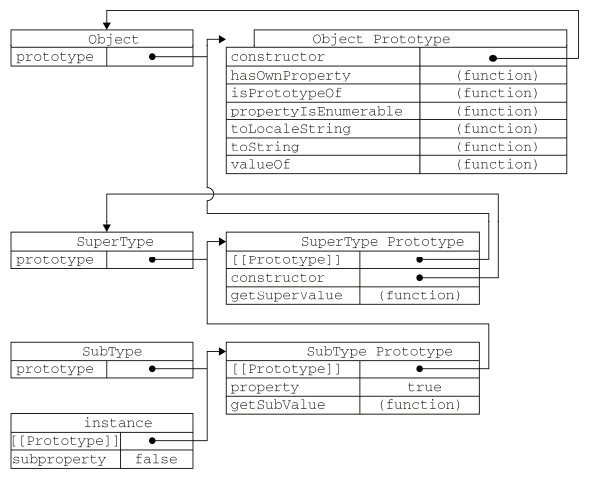 Object
prototype
Object Prototype
constructor
hasOwnProperty (function)
isPrototypeOf (function)
propertyIsEnumerable (function)
toLocaleString (function)
toString (function)
valueOf (function)
SuperType
prototype
SuperType Prototype
[[Prototype]]
constructor
getSuperValue (function)
SubType
prototype
SubType Prototype
[[Prototype]]
property true
getSubValue (function)
instance
[[Prototype]]
subproperty false